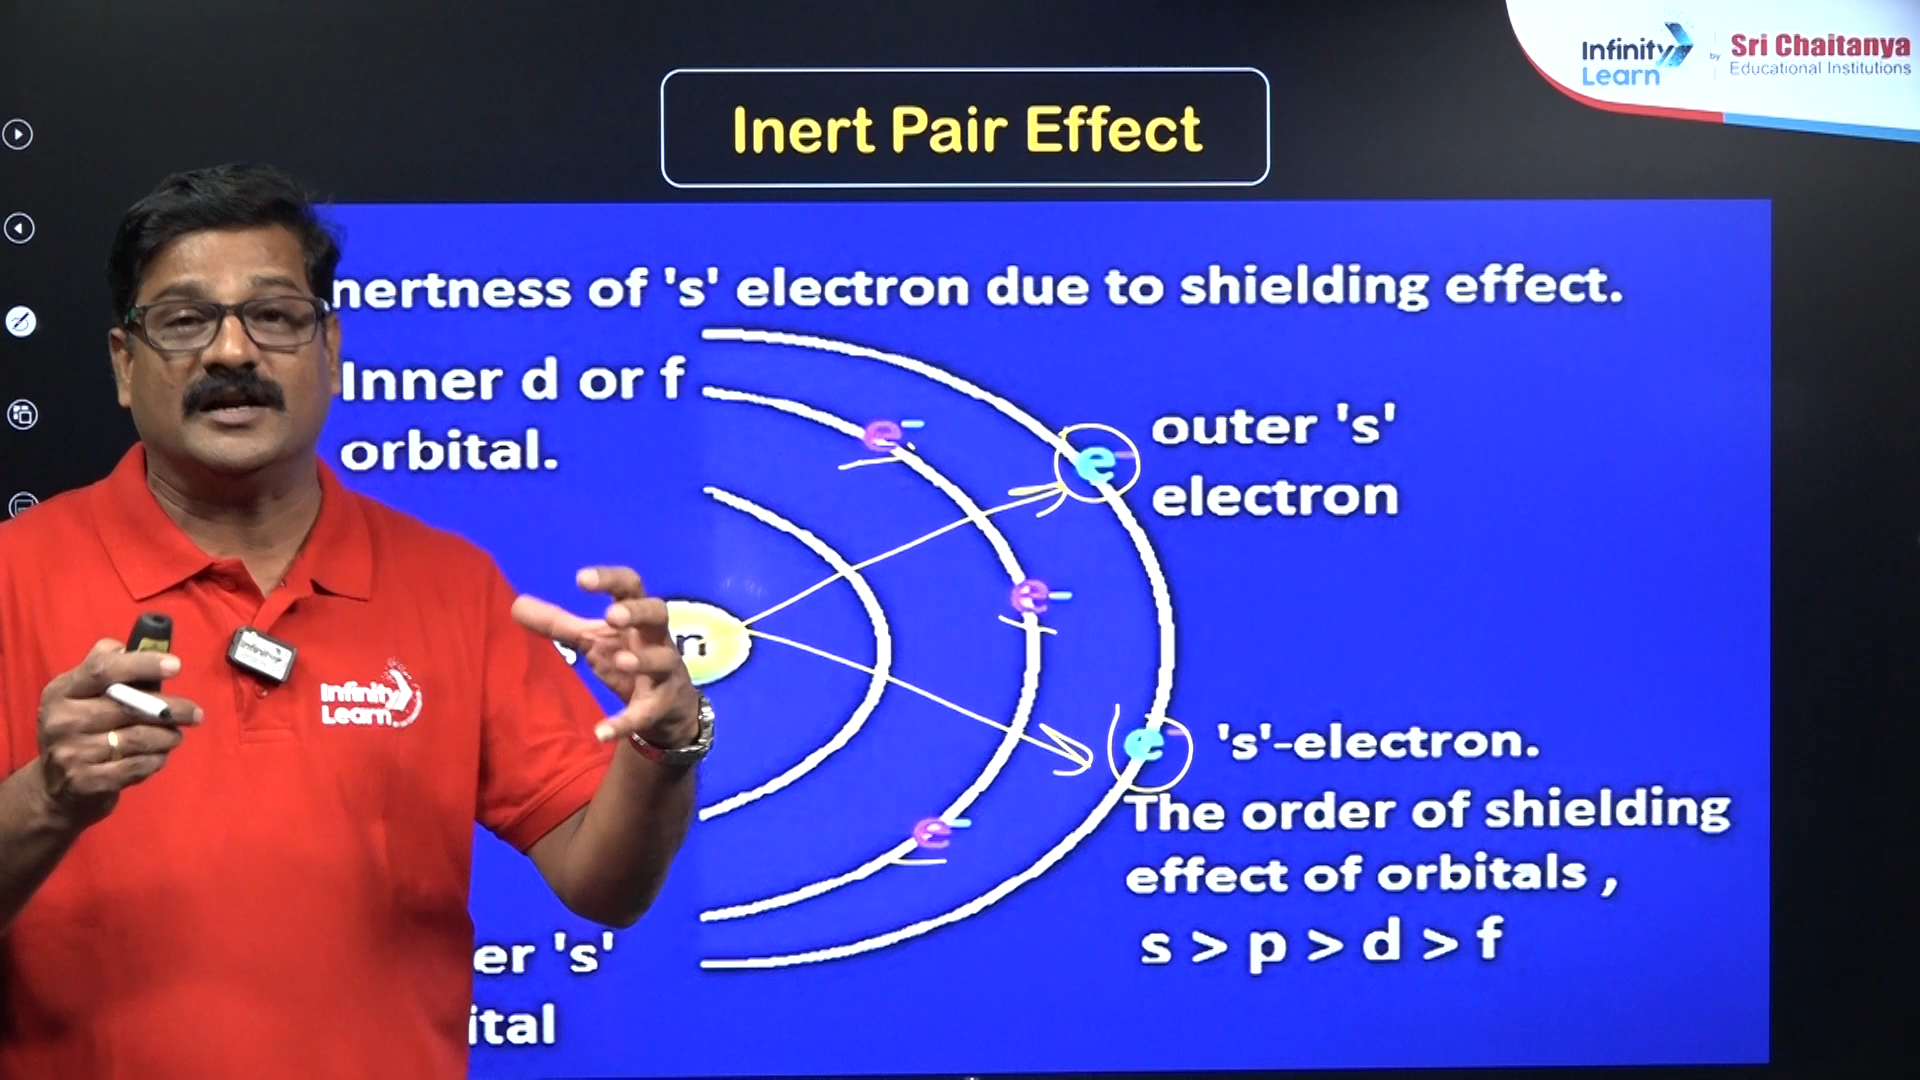 Infinity Learn by Sri Chaitanya Educational Institutions
Inert Pair Effect
nertness of 's' electron due to shielding effect.
Inner d or f
orbital.
e-
e-
outer 's'
electron
e-
n
e-
's'-electron.
e-
The order of shielding
effect of orbitals ,
s > p > d > f
er 's'
ital
Infinity
Learn